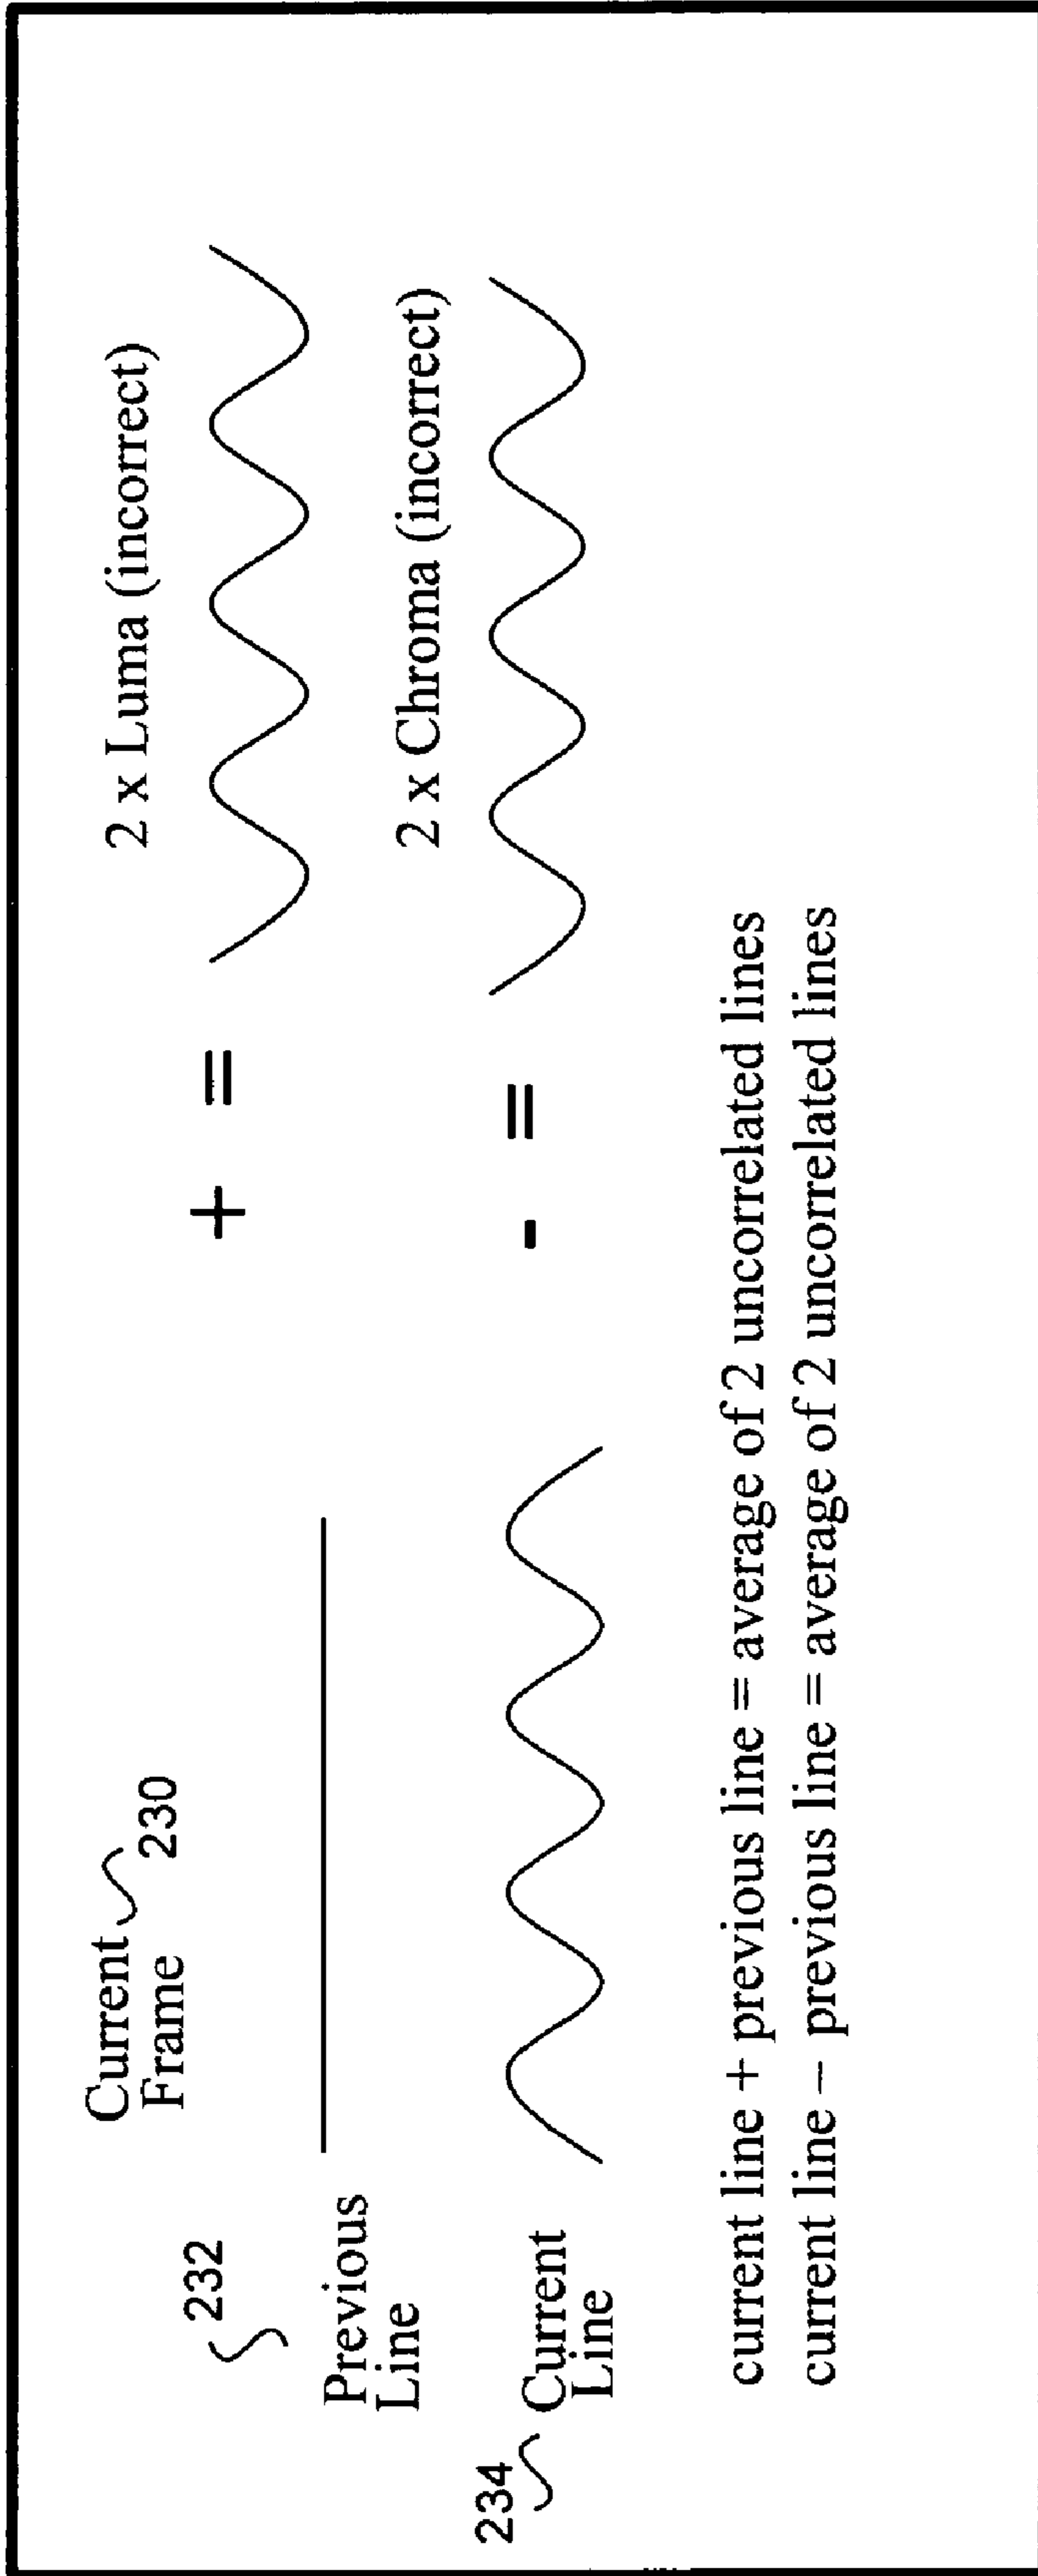 Current
Frame
230
232
Previous
Line
234
Current
Line
+ =
2 x Luma (incorrect)
- =
2 x Chroma (incorrect)
current line + previous line = average of 2 uncorrelated lines
current line – previous line = average of 2 uncorrelated lines